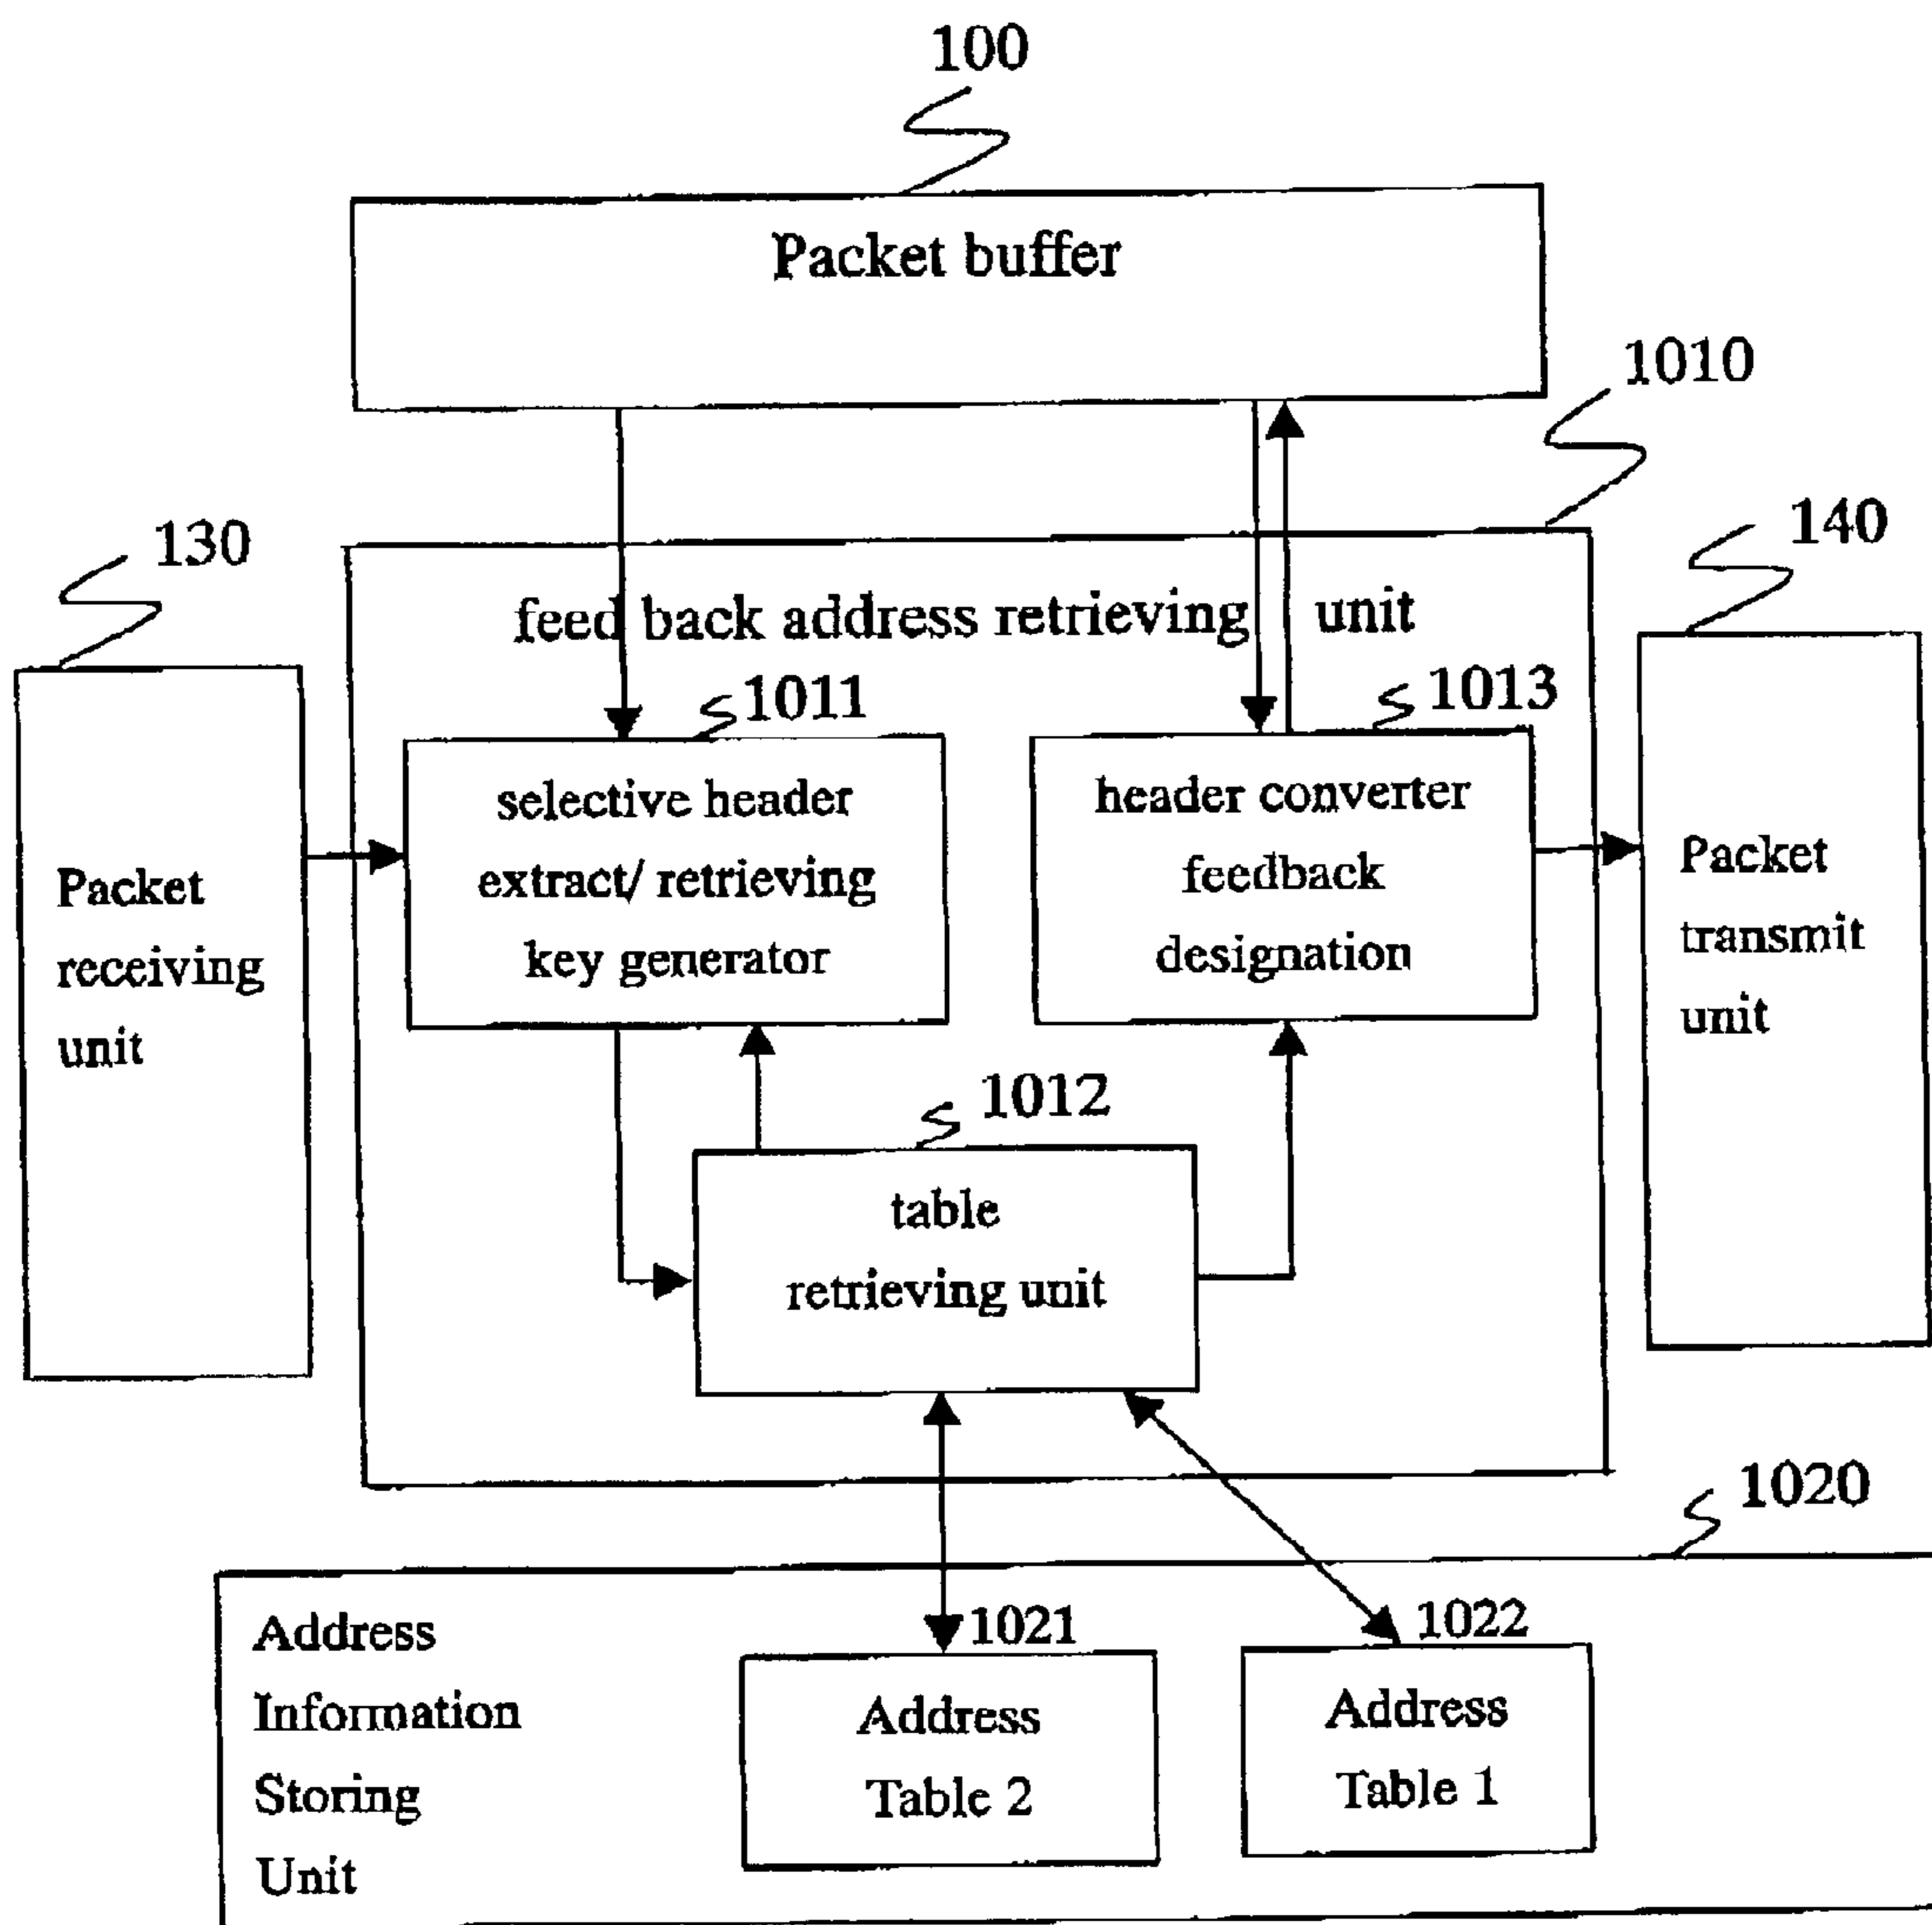 100
Packet buffer
1010
130
140
feed back address retrieving unit
1011
1013
selective header
extract/ retrieving
key generator
header converter
feedback
designation
Packet
receiving
unit
Packet
transmit
unit
1012
table
retrieving unit
1020
Address
Information
Storing
Unit
1021
Address
Table 2
1022
Address
Table 1